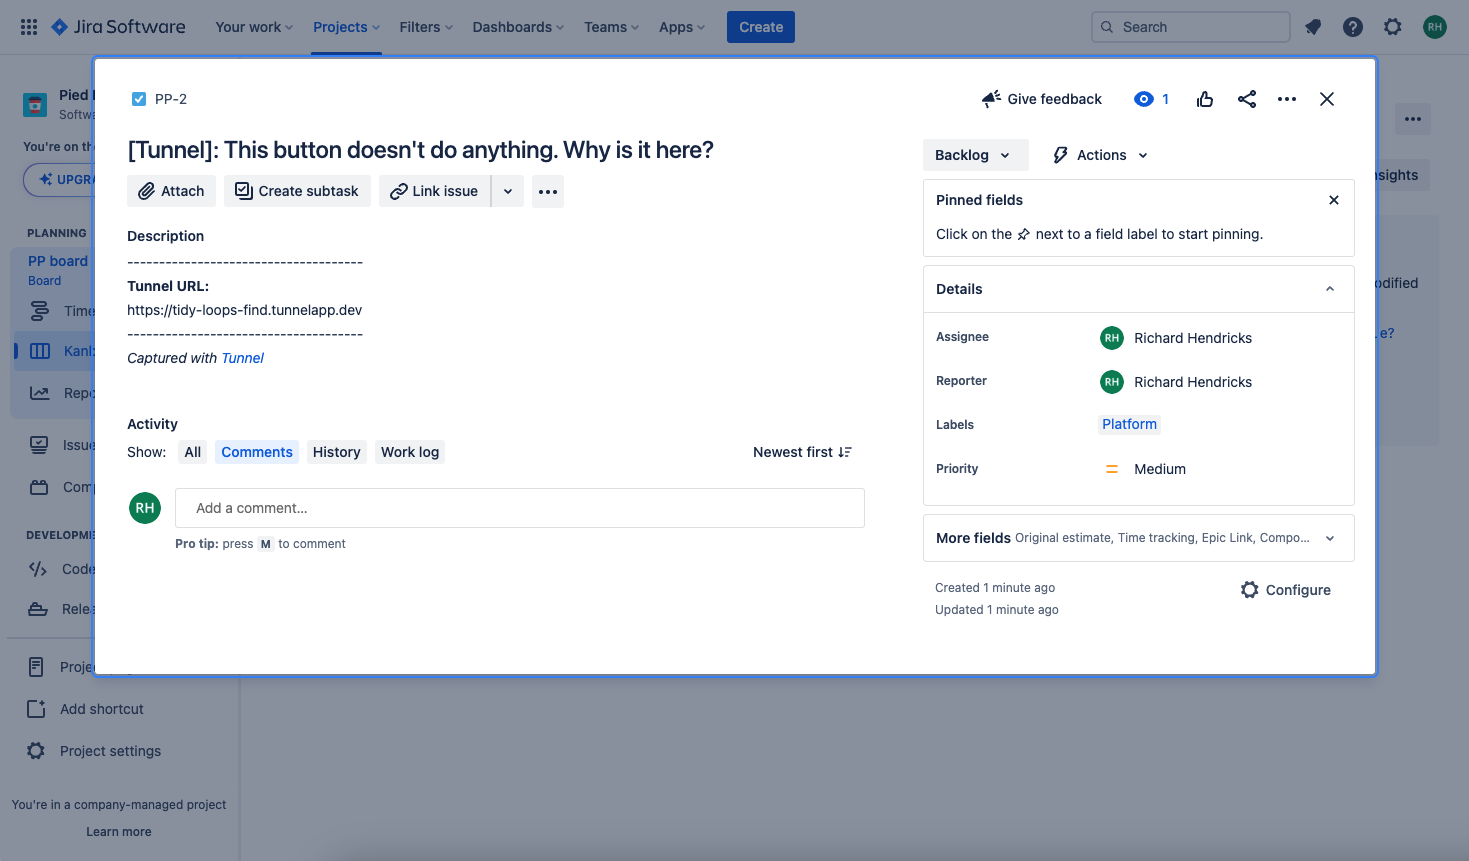 Jira Software
Your work
Projects
Filters
Dashboards
Teams
Apps
Create
Search
RH
Pied
Softwa
You're on the
UPGRA
PLANNING
PP board
Board
Time
Kanb
Repo
Issue
Comp
DEVELOPME
Code
Relea
Project
Add shortcut
Project settings
You're in a company-managed project
Learn more
PP-2
Give feedback
1
[Tunnel]: This button doesn't do anything. Why is it here?
Attach
Create subtask
Link issue
Description
-------------------------------------
Tunnel URL:
https://tidy-loops-find.tunnelapp.dev
-------------------------------------
Captured with Tunnel
Activity
Show:
All
Comments
History
Work log
Newest first
RH
Add a comment...
Pro tip: press M to comment
Backlog
Actions
Pinned fields
Click on the next to a field label to start pinning.
Details
Assignee
RH Richard Hendricks
Reporter
RH Richard Hendricks
Labels
Platform
Priority
Medium
More fields Original estimate, Time tracking, Epic Link, Compo...
Created 1 minute ago
Updated 1 minute ago
Configure
nsights
odified
e?